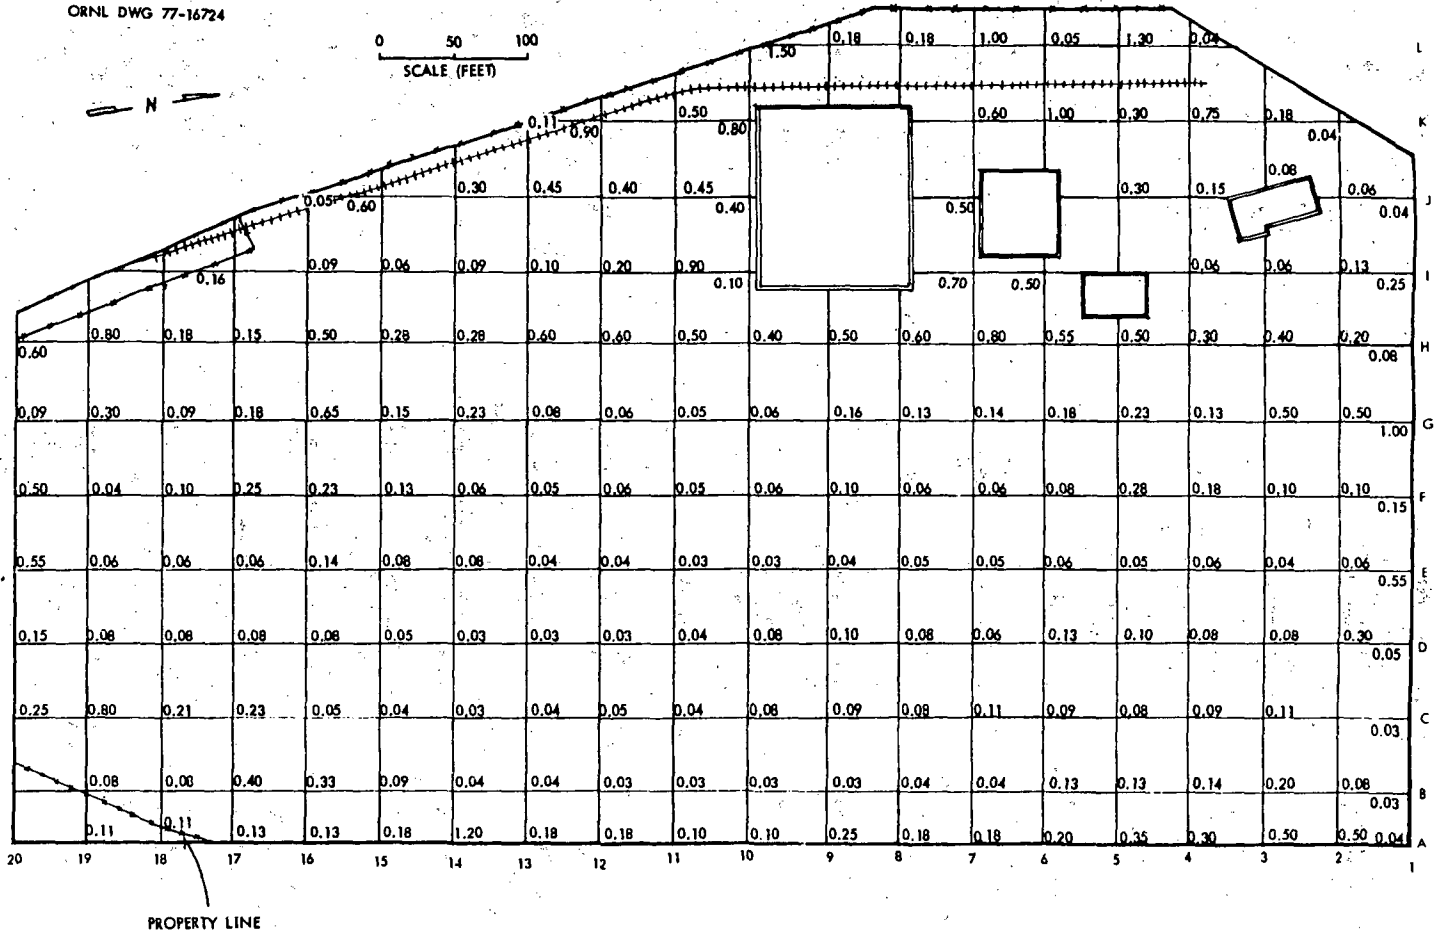 ORNL DWG 77-16724
0 50 100
SCALE (FEET)
N
0.18 0.18 1.00 0.05 1.30 0.04 L
1.50
0.11 0.50 0.60 1.00 0.30 0.75 0.18 K
0.90 0.80 0.04
0.08
0.30 0.45 0.40 0.45 0.30 0.15 0.06 J
0.05 0.60 0.40 0.50 0.04
0.09 0.06 0.09 0.10 0.20 0.90 0.06 0.06 0.13 I
0.16 0.10 0.70 0.50 0.25
0.80 0.18 0.15 0.50 0.28 0.28 0.60 0.60 0.50 0.40 0.50 0.60 0.80 0.55 0.50 0.30 0.40 0.20 H
0.60 0.08
0.09 0.30 0.09 0.18 0.65 0.15 0.23 0.08 0.06 0.05 0.06 0.16 0.13 0.14 0.18 0.23 0.13 0.50 0.50 G
1.00
0.50 0.04 0.10 0.25 0.23 0.13 0.06 0.05 0.06 0.05 0.06 0.10 0.06 0.06 0.08 0.28 0.18 0.10 0.10 F
0.15
0.55 0.06 0.06 0.06 0.14 0.08 0.08 0.04 0.04 0.03 0.03 0.04 0.05 0.05 0.06 0.05 0.06 0.04 0.06 E
0.55
0.15 0.08 0.08 0.08 0.08 0.05 0.03 0.03 0.03 0.04 0.08 0.10 0.08 0.06 0.13 0.10 0.08 0.08 0.30 D
0.05
0.25 0.80 0.21 0.23 0.05 0.04 0.03 0.04 0.05 0.04 0.08 0.09 0.08 0.11 0.09 0.08 0.09 0.11 C
0.03
0.08 0.08 0.40 0.33 0.09 0.04 0.04 0.03 0.03 0.03 0.03 0.04 0.04 0.13 0.13 0.14 0.20 0.08 B
0.03
0.11 0.11 0.13 0.13 0.18 1.20 0.18 0.18 0.10 0.10 0.25 0.18 0.18 0.20 0.35 0.30 0.50 0.50 0.04 A
20 19 18 17 16 15 14 13 12 11 10 9 8 7 6 5 4 3 2 1
PROPERTY LINE